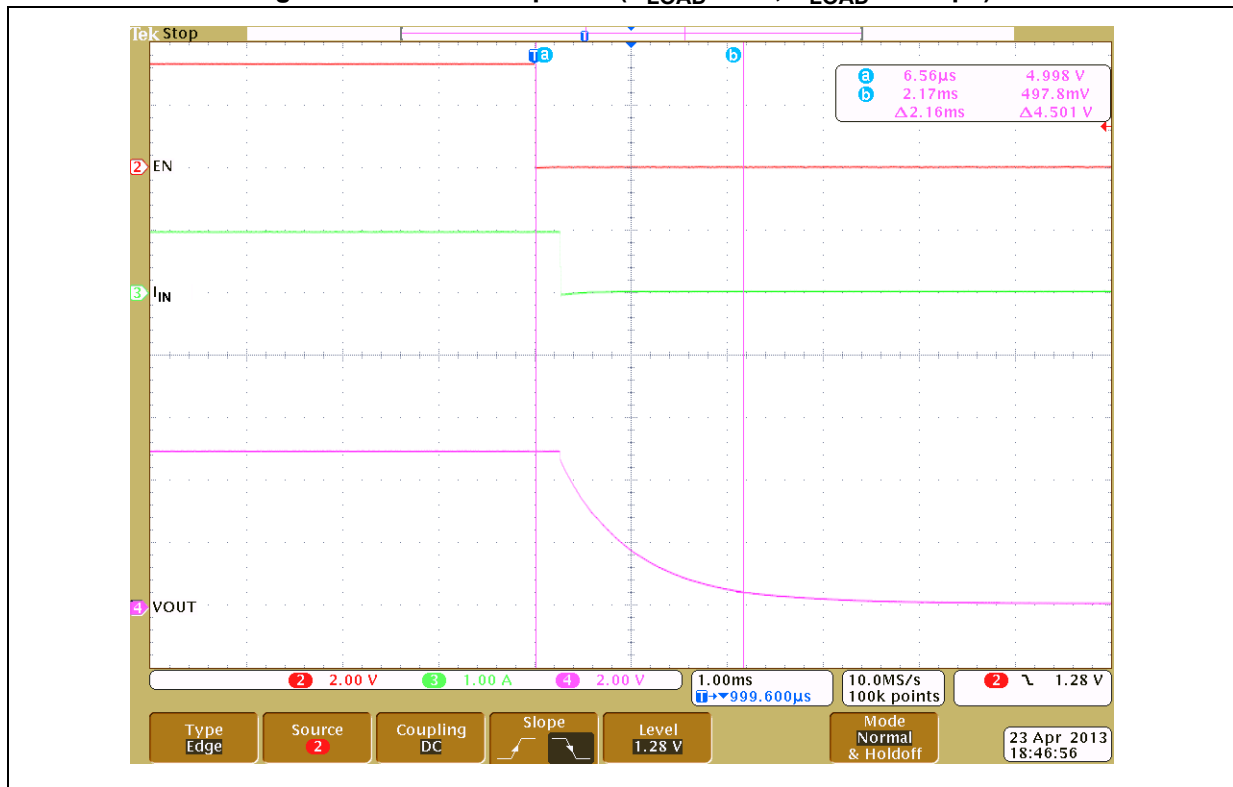 Tek Stop
T a b
a 6.56µs 4.998 V
b 2.17ms 497.8mV
Δ2.16ms Δ4.501 V
2 EN
3 IIN
4 VOUT
2 2.00 V 3 1.00 A 4 2.00 V
1.00ms
T→▼999.600µs
10.0MS/s
100k points
2 1.28 V
Type
Edge
Source
2
Coupling
DC
Slope
Level
1.28 V
Mode
Normal
& Holdoff
23 Apr 2013
18:46:56